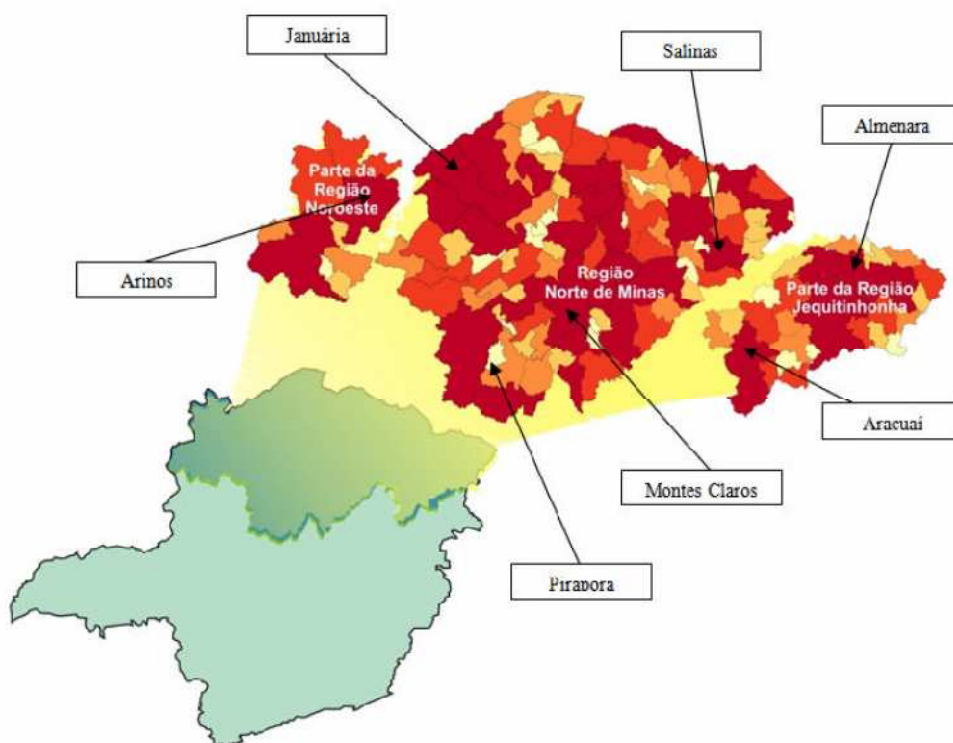 Januária
Salinas
Almenara
Parte da
Região
Noroeste
Arinos
Região
Norte de Minas
Parte da Região
Jequitinhonha
Aracuaí
Montes Claros
Pirapora